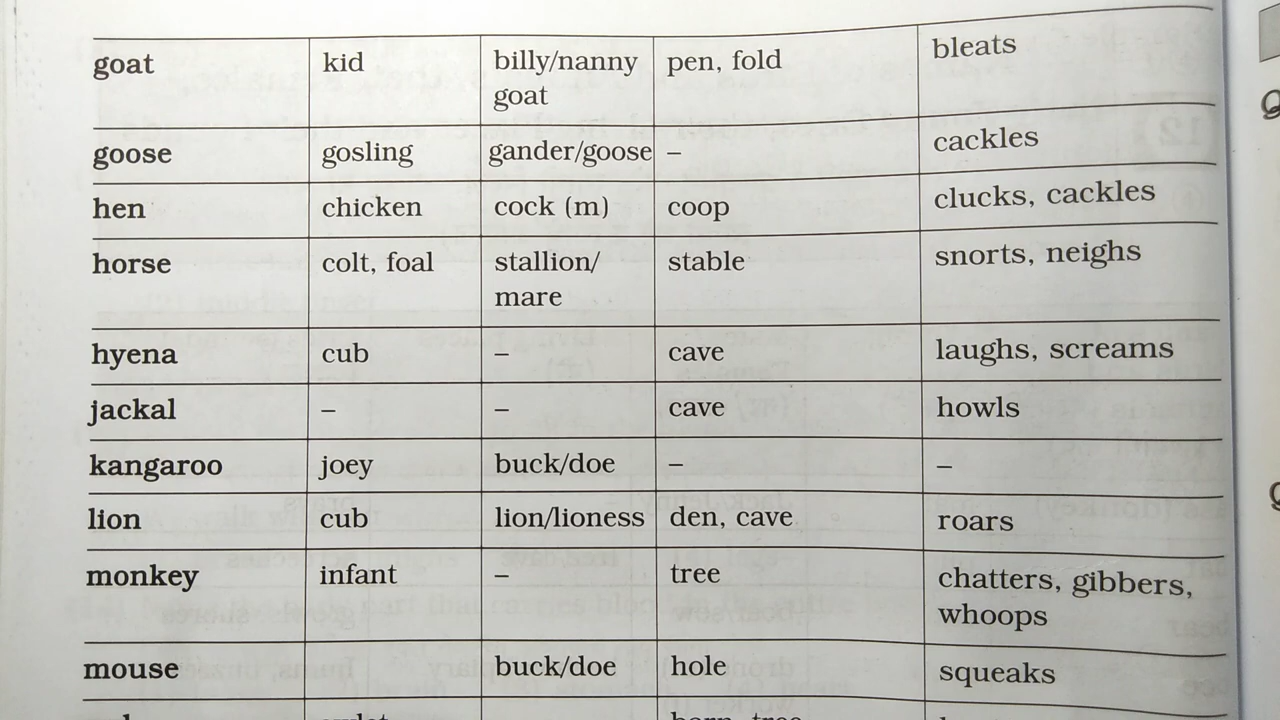 goat kid billy/nanny pen, fold bleats
goat
goose gosling gander/goose – cackles
hen chicken cock (m) coop clucks, cackles
horse colt, foal stallion/ stable snorts, neighs
mare
hyena cub – cave laughs, screams
jackal – – cave howls
kangaroo joey buck/doe – –
lion cub lion/lioness den, cave roars
monkey infant – tree chatters, gibbers,
whoops
mouse buck/doe hole squeaks